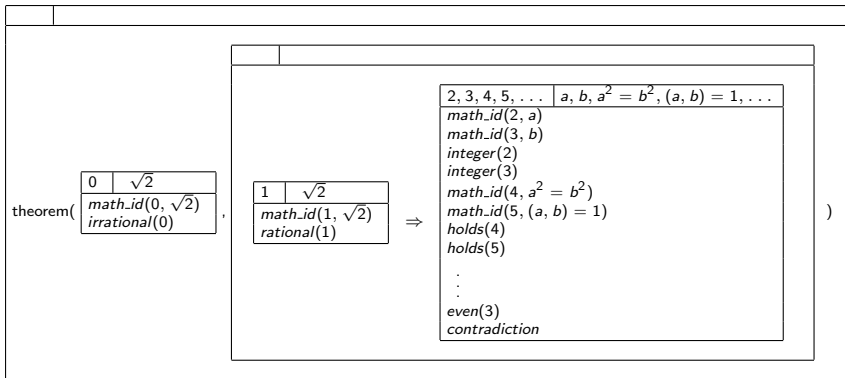 2, 3, 4, 5, . . . a, b, a² = b², (a, b) = 1, . . .
math_id(2, a)
math_id(3, b)
integer(2)
integer(3)
0 √2
1 √2
math_id(4, a² = b²)
theorem( math_id(0, √2) , math_id(1, √2) ⇒ math_id(5, (a, b) = 1) )
irrational(0)
rational(1)
holds(4)
holds(5)
.
.
.
even(3)
contradiction